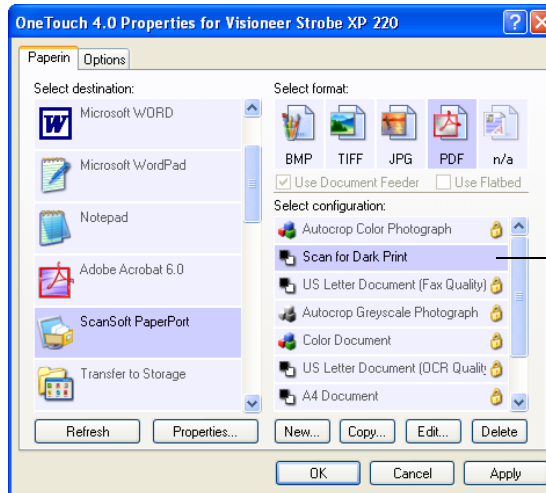 OneTouch 4.0 Properties for Visioneer Strobe XP 220
Paperin
Options
Select destination:
Microsoft WORD
Microsoft WordPad
Notepad
Adobe Acrobat 6.0
ScanSoft PaperPort
Transfer to Storage
Refresh
Properties...
Select format:
BMP
TIFF
JPG
PDF
n/a
Use Document Feeder
Use Flatbed
Select configuration:
Autocrop Color Photograph
Scan for Dark Print
US Letter Document (Fax Quality)
Autocrop Greyscale Photograph
Color Document
US Letter Document (OCR Qualit
A4 Document
New...
Copy...
Edit...
Delete
OK
Cancel
Apply